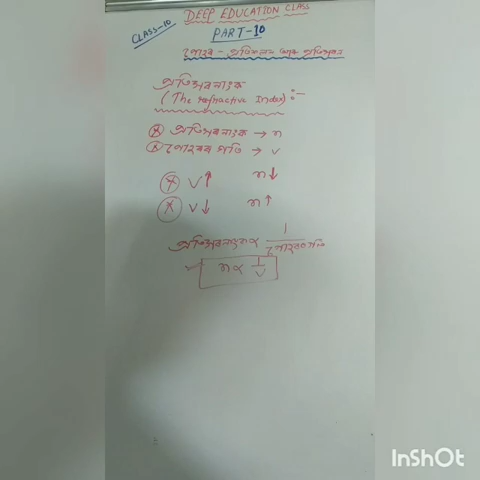 DEEP EDUCATION CLASS
CLASS-10
PART-10
পোহৰ - প্ৰতিফলন আৰু প্ৰতিসৰণ
প্ৰতিসৰণাংক
(The Refractive Index) :-
প্ৰতিসৰণাংক → n
পোহৰৰ গতি → v
v↑ n↓
v↓ n↑
প্ৰতিসৰণাংক ∝ 1/পোহৰৰ গতি
n ∝ 1/v
InShOt